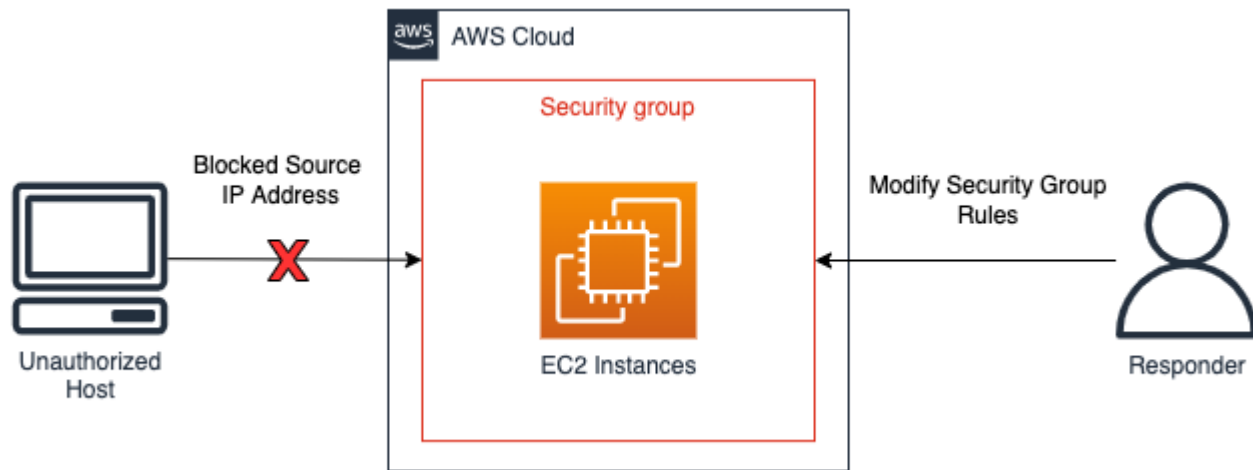 aws
AWS Cloud
Security group
Blocked Source
IP Address
Modify Security Group
Rules
Unauthorized
Host
EC2 Instances
Responder